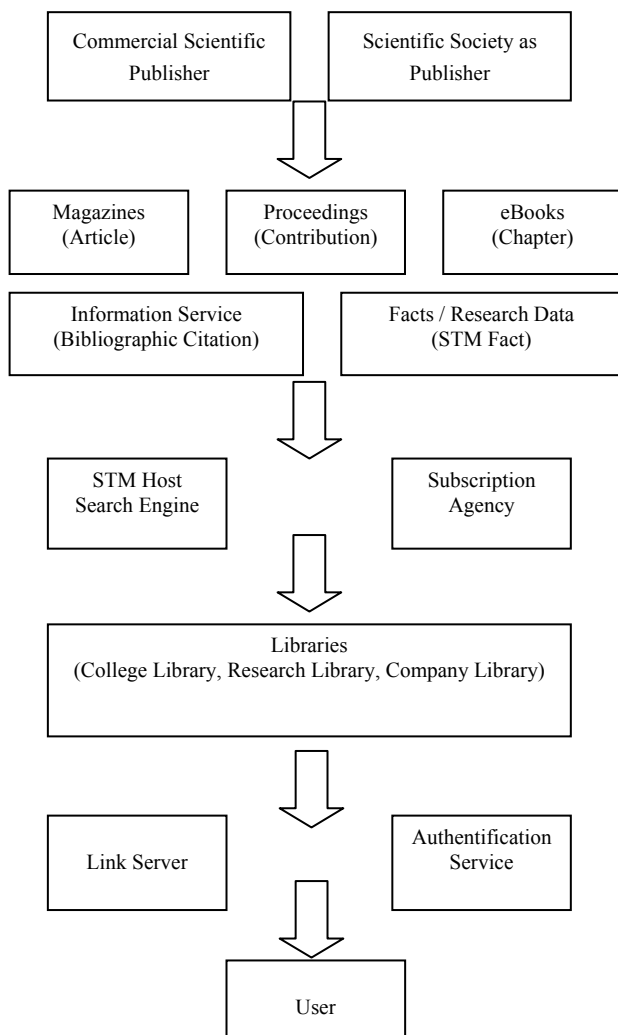 Commercial Scientific
Publisher
Scientific Society as
Publisher
Magazines
(Article)
Proceedings
(Contribution)
eBooks
(Chapter)
Information Service
(Bibliographic Citation)
Facts / Research Data
(STM Fact)
STM Host
Search Engine
Subscription
Agency
Libraries
(College Library, Research Library, Company Library)
Link Server
Authentification
Service
User